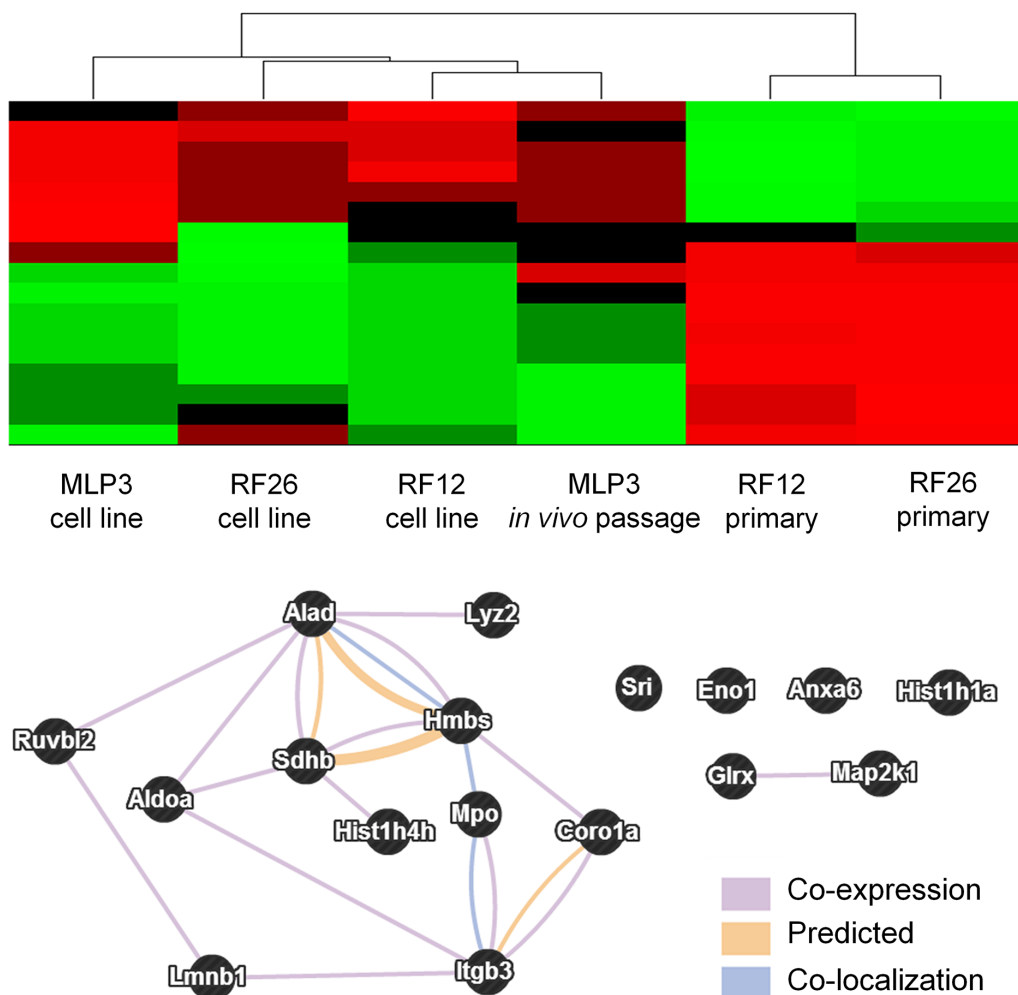 MLP3
cell line
RF26
cell line
RF12
cell line
MLP3
in vivo passage
RF12
primary
RF26
primary
Alad
Lyz2
Sri
Eno1
Anxa6
Hist1h1a
Ruvbl2
Hmbs
Sdhb
Glrx
Map2k1
Aldoa
Mpo
Hist1h4h
Coro1a
Lmnb1
Itgb3
Co-expression
Predicted
Co-localization